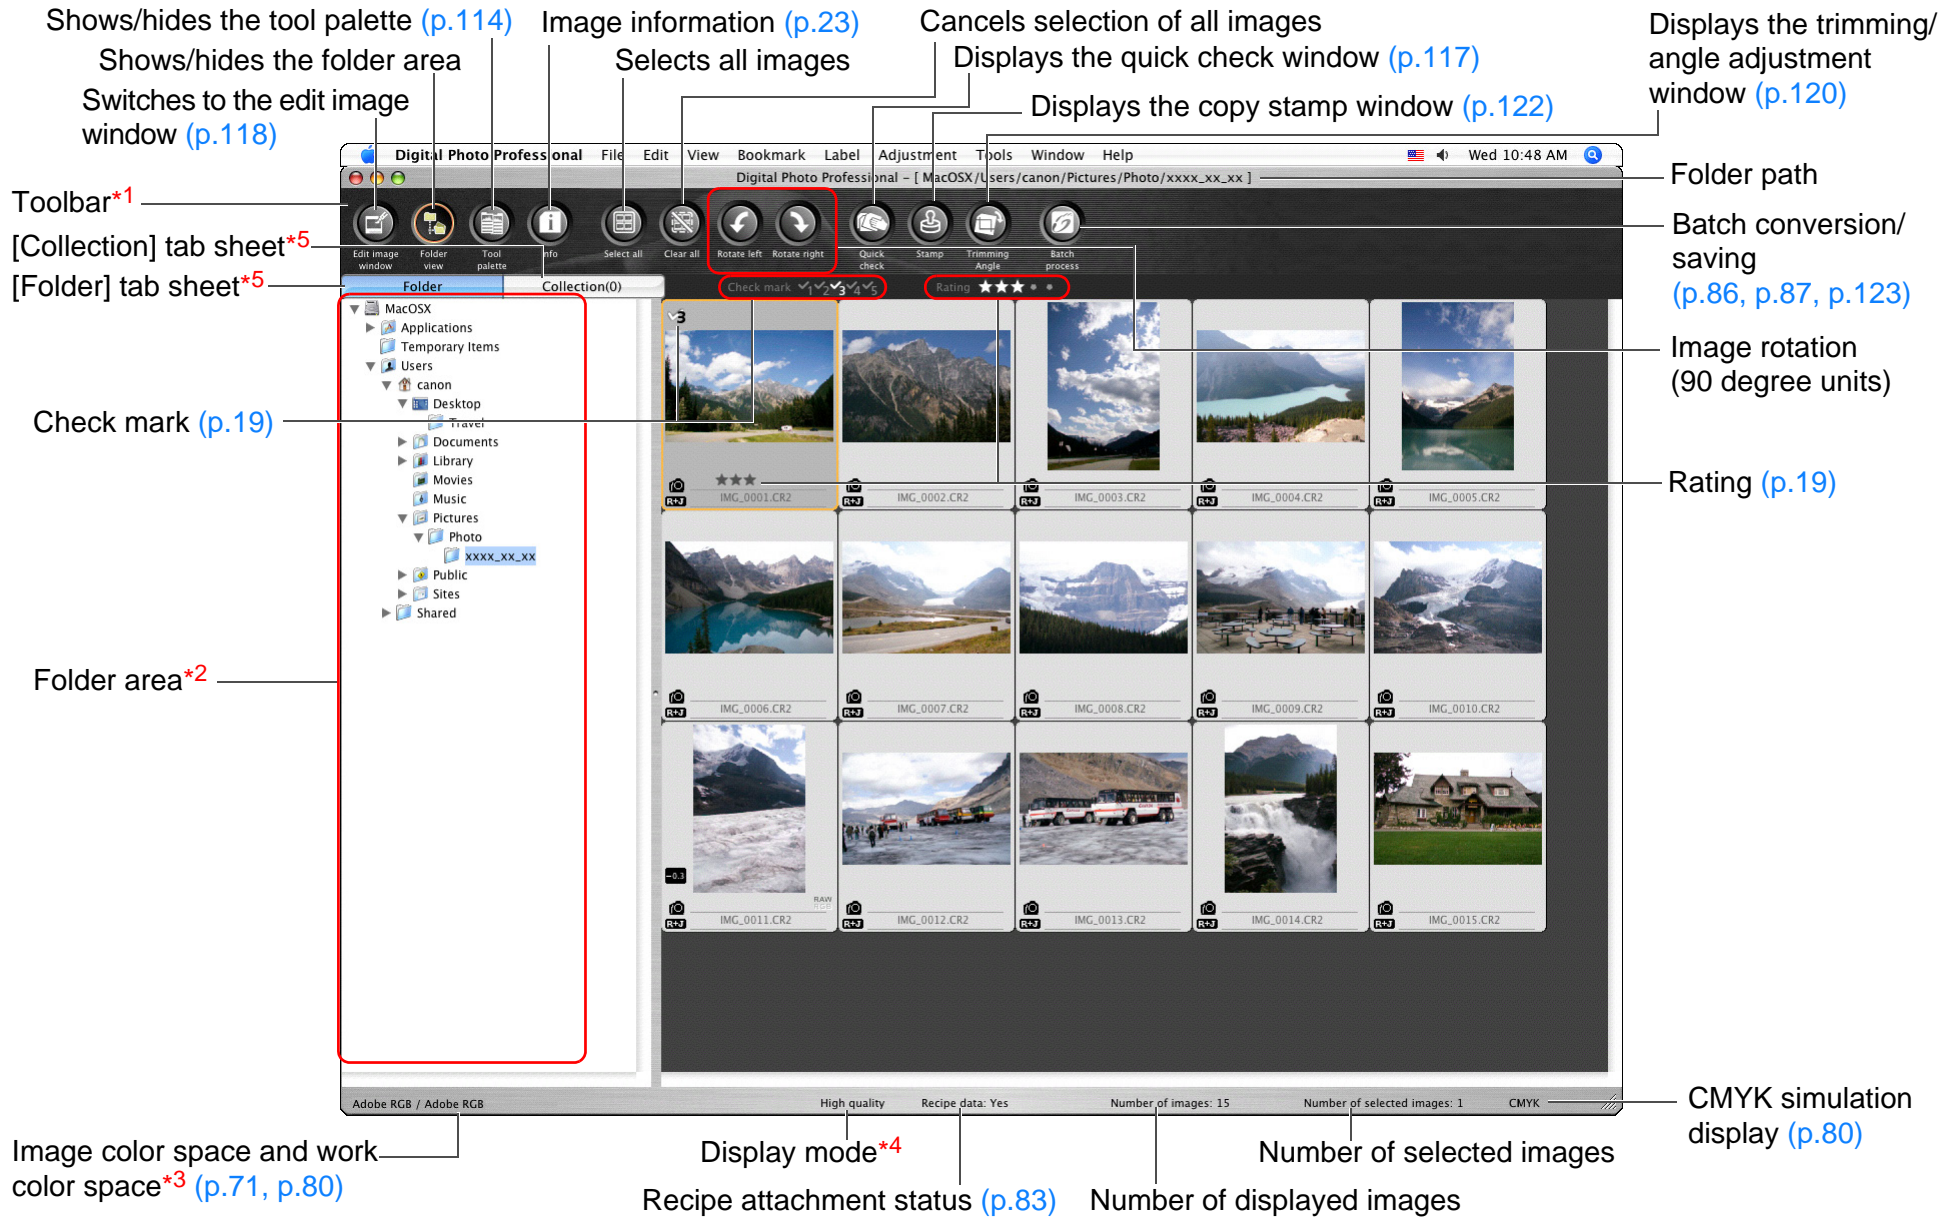 Shows/hides the tool palette (p.114)
Image information (p.23)
Cancels selection of all images
Displays the trimming/
angle adjustment
window (p.120)
Shows/hides the folder area
Selects all images
Displays the quick check window (p.117)
Switches to the edit image
window (p.118)
Displays the copy stamp window (p.122)
Digital Photo Professional File Edit View Bookmark Label Adjustment Tools Window Help
Wed 10:48 AM
Digital Photo Professional – [ MacOSX/Users/canon/Pictures/Photo/xxxx_xx_xx ]
Folder path
Toolbar*1
[Collection] tab sheet*5
[Folder] tab sheet*5
Batch conversion/
saving
(p.86, p.87, p.123)
Edit image
window
Folder
view
Tool
palette
Info
Select all
Clear all
Rotate left
Rotate right
Quick
check
Stamp
Trimming
Angle
Batch
process
Folder
Collection(0)
Check mark 1 2 3 4 5
Rating
MacOSX
Applications
Temporary Items
Users
canon
Desktop
Travel
Documents
Library
Movies
Music
Pictures
Photo
xxxx_xx_xx
Public
Sites
Shared
Image rotation
(90 degree units)
Check mark (p.19)
Rating (p.19)
Folder area*2
3
R+J IMG_0001.CR2
R+J IMG_0002.CR2
R+J IMG_0003.CR2
R+J IMG_0004.CR2
R+J IMG_0005.CR2
R+J IMG_0006.CR2
R+J IMG_0007.CR2
R+J IMG_0008.CR2
R+J IMG_0009.CR2
R+J IMG_0010.CR2
-0.3
RAW
RGB
R+J IMG_0011.CR2
R+J IMG_0012.CR2
R+J IMG_0013.CR2
R+J IMG_0014.CR2
R+J IMG_0015.CR2
Adobe RGB / Adobe RGB
High quality
Recipe data: Yes
Number of images: 15
Number of selected images: 1
CMYK
CMYK simulation
display (p.80)
Image color space and work
color space*3 (p.71, p.80)
Display mode*4
Number of selected images
Recipe attachment status (p.83)
Number of displayed images